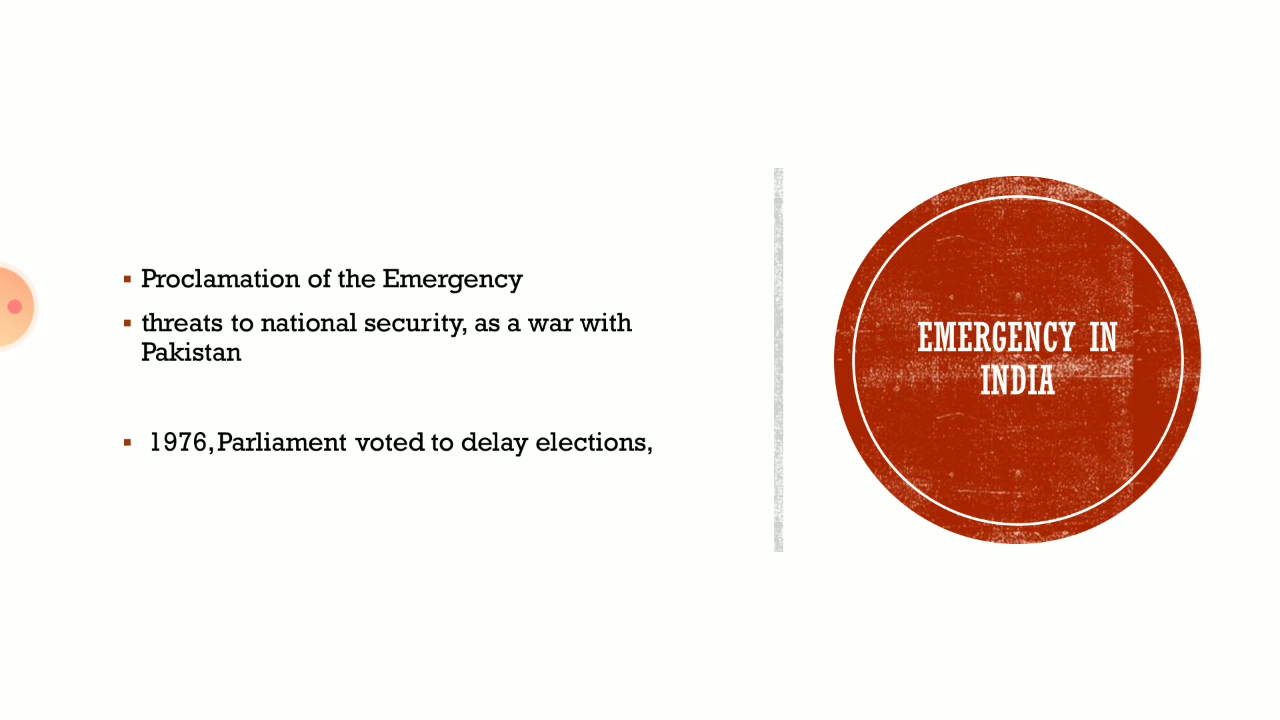 Proclamation of the Emergency
threats to national security, as a war with
Pakistan
1976, Parliament voted to delay elections,
EMERGENCY IN
INDIA